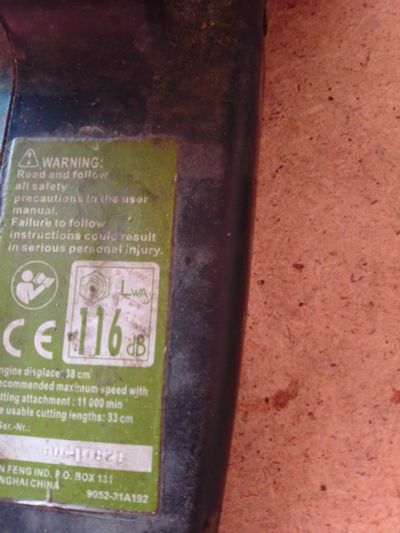 WARNING:
Read and follow
all safety
precautions in the user
manual.
Failure to follow
instructions could result
in serious personal injury.
LWA
CE
116 dB
ngine displace: 38 cm
ecommended maximum speed with
tting attachment : 11 000 min
e usable cutting lengths: 33 cm
Ser.-Nr.:
N FENG IND. P.O. BOX 131
NGHAI CHINA
9052-31A192